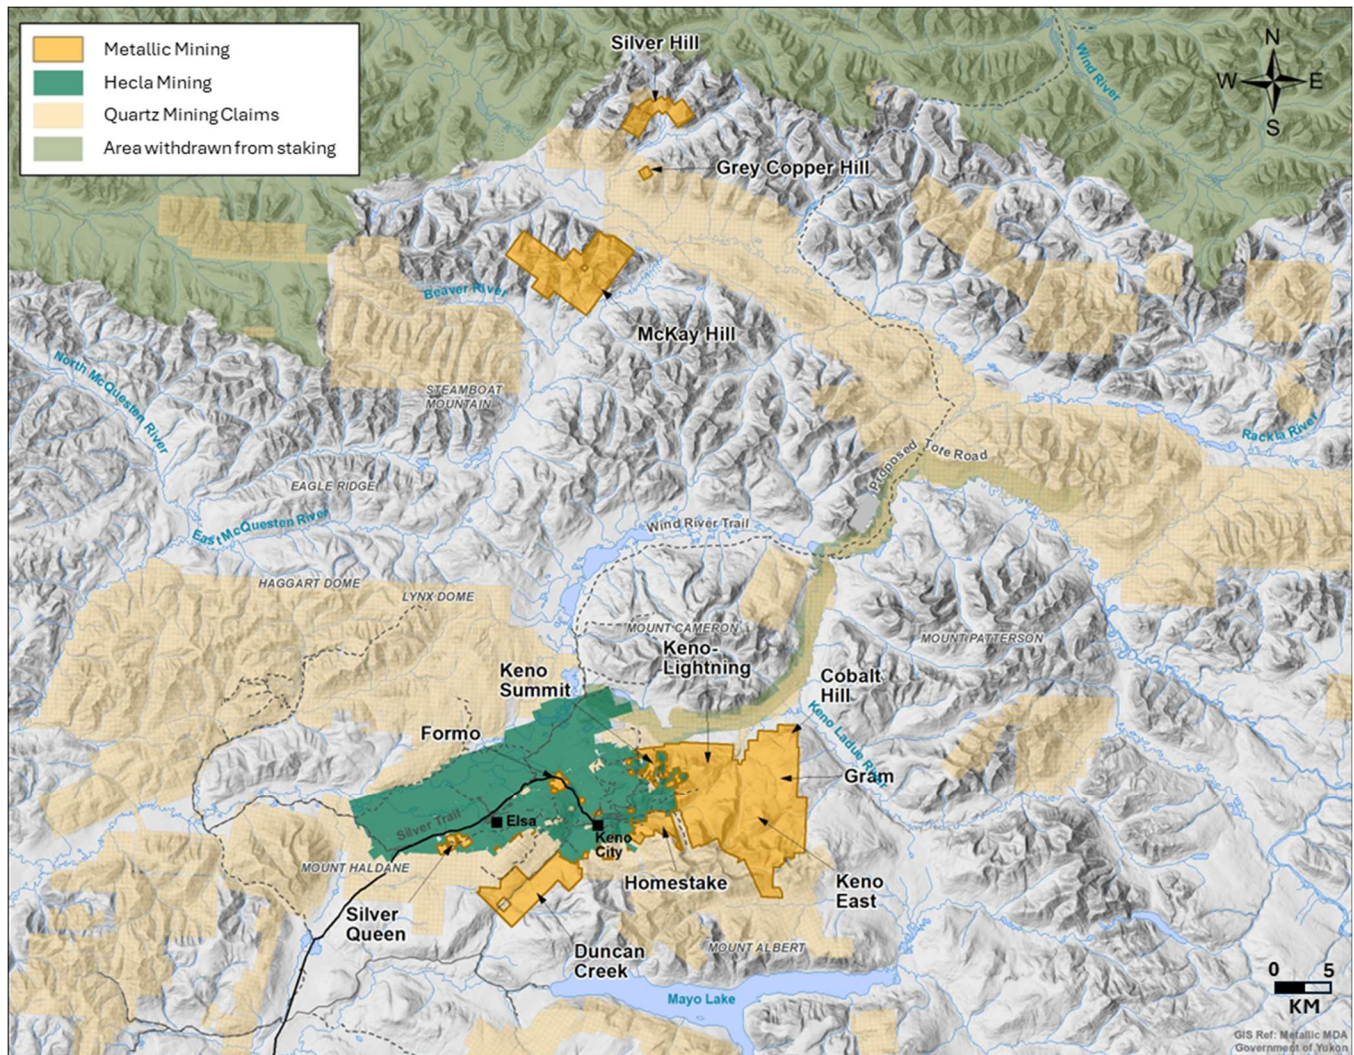 Metallic Mining
Hecla Mining
Quartz Mining Claims
Area withdrawn from staking
Silver Hill
Wind River
N
W E
S
Grey Copper Hill
Beaver River
McKay Hill
North McQuesten River
STEAMBOAT
MOUNTAIN
Rackla River
Proposed Tote Road
EAGLE RIDGE
East McQuesten River
Wind River Trail
HAGGART DOME
LYNX DOME
MOUNT CAMERON
MOUNT PATTERSON
Keno-
Lightning
Keno
Summit
Cobalt
Hill
Keno Ladue River
Formo
Gram
Silver Trail
Elsa
Keno
City
MOUNT HALDANE
Homestake
Keno
East
Silver
Queen
Duncan
Creek
MOUNT ALBERT
Mayo Lake
0 5
KM
GIS Ref: Metallic MDA
Government of Yukon